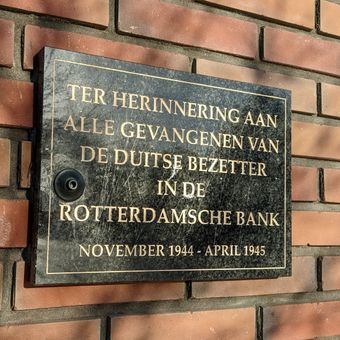 TER HERINNERING AAN
ALLE GEVANGENEN VAN
DE DUITSE BEZETTER
IN DE
ROTTERDAMSCHE BANK
NOVEMBER 1944 - APRIL 1945